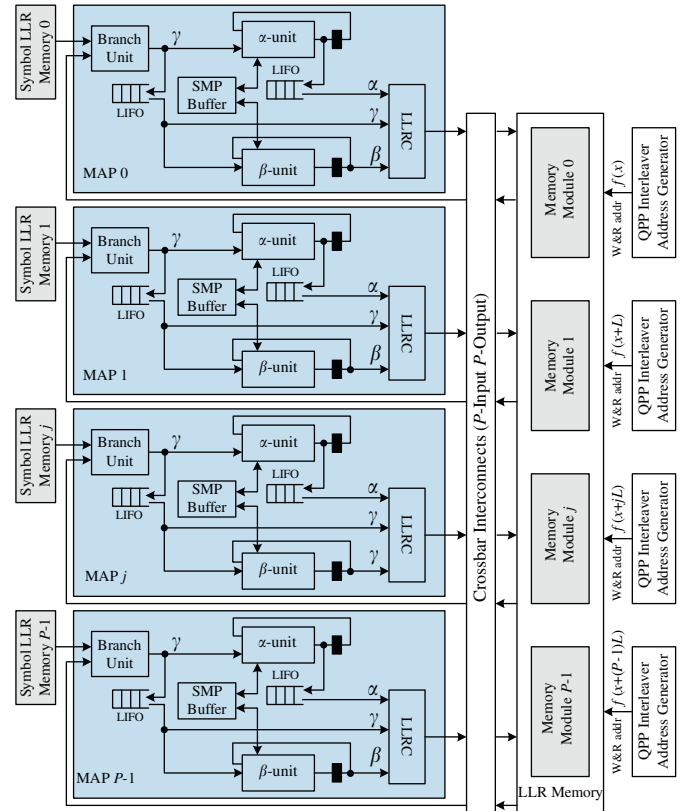 Symbol LLR
Memory 0
Branch
Unit
γ
α-unit
LIFO
SMP
Buffer
LIFO
α
γ
β
β-unit
LLRC
MAP 0
Symbol LLR
Memory 1
Branch
Unit
γ
α-unit
LIFO
SMP
Buffer
LIFO
α
γ
β
β-unit
LLRC
MAP 1
Symbol LLR
Memory j
Branch
Unit
γ
α-unit
LIFO
SMP
Buffer
LIFO
α
γ
γ
β-unit
LLRC
MAP j
Symbol LLR
Memory P-1
Branch
Unit
γ
α-unit
LIFO
SMP
Buffer
LIFO
α
γ
β
β-unit
LLRC
MAP P-1
Crossbar Interconnects (P-Input P-Output)
Memory
Module 0
W&R addr f(x)
QPP Interleaver
Address Generator
Memory
Module 1
W&R addr f(x+L)
QPP Interleaver
Address Generator
Memory
Module j
W&R addr f(x+jL)
QPP Interleaver
Address Generator
Memory
Module P-1
W&R addr f(x+(P-1)L)
QPP Interleaver
Address Generator
LLR Memory